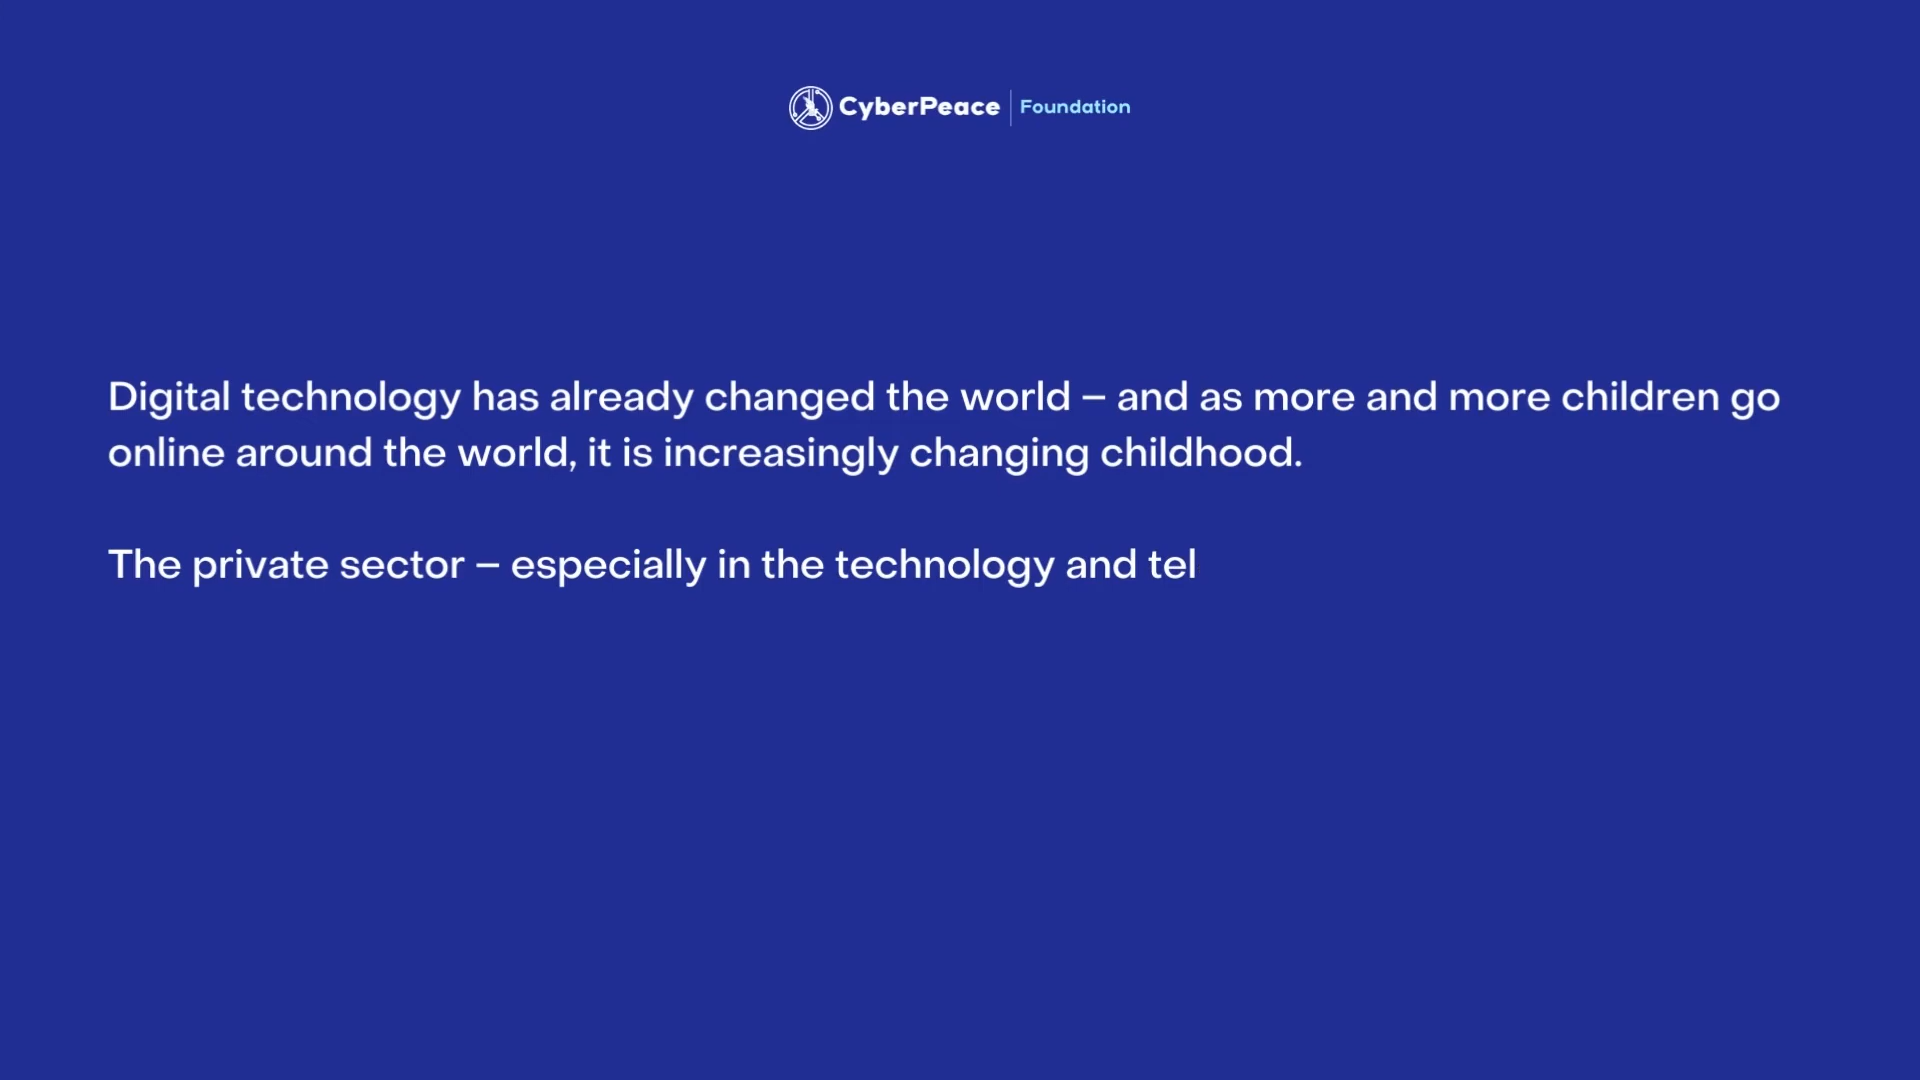 CyberPeace Foundation
Digital technology has already changed the world – and as more and more children go
online around the world, it is increasingly changing childhood.
The private sector – especially in the technology and tel